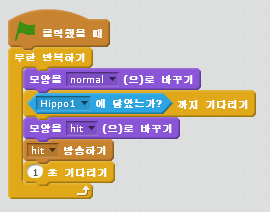 클릭했을 때
무한 반복하기
모양을 normal (으)로 바꾸기
Hippo1 에 닿았는가? 까지 기다리기
모양을 hit (으)로 바꾸기
hit 방송하기
1 초 기다리기